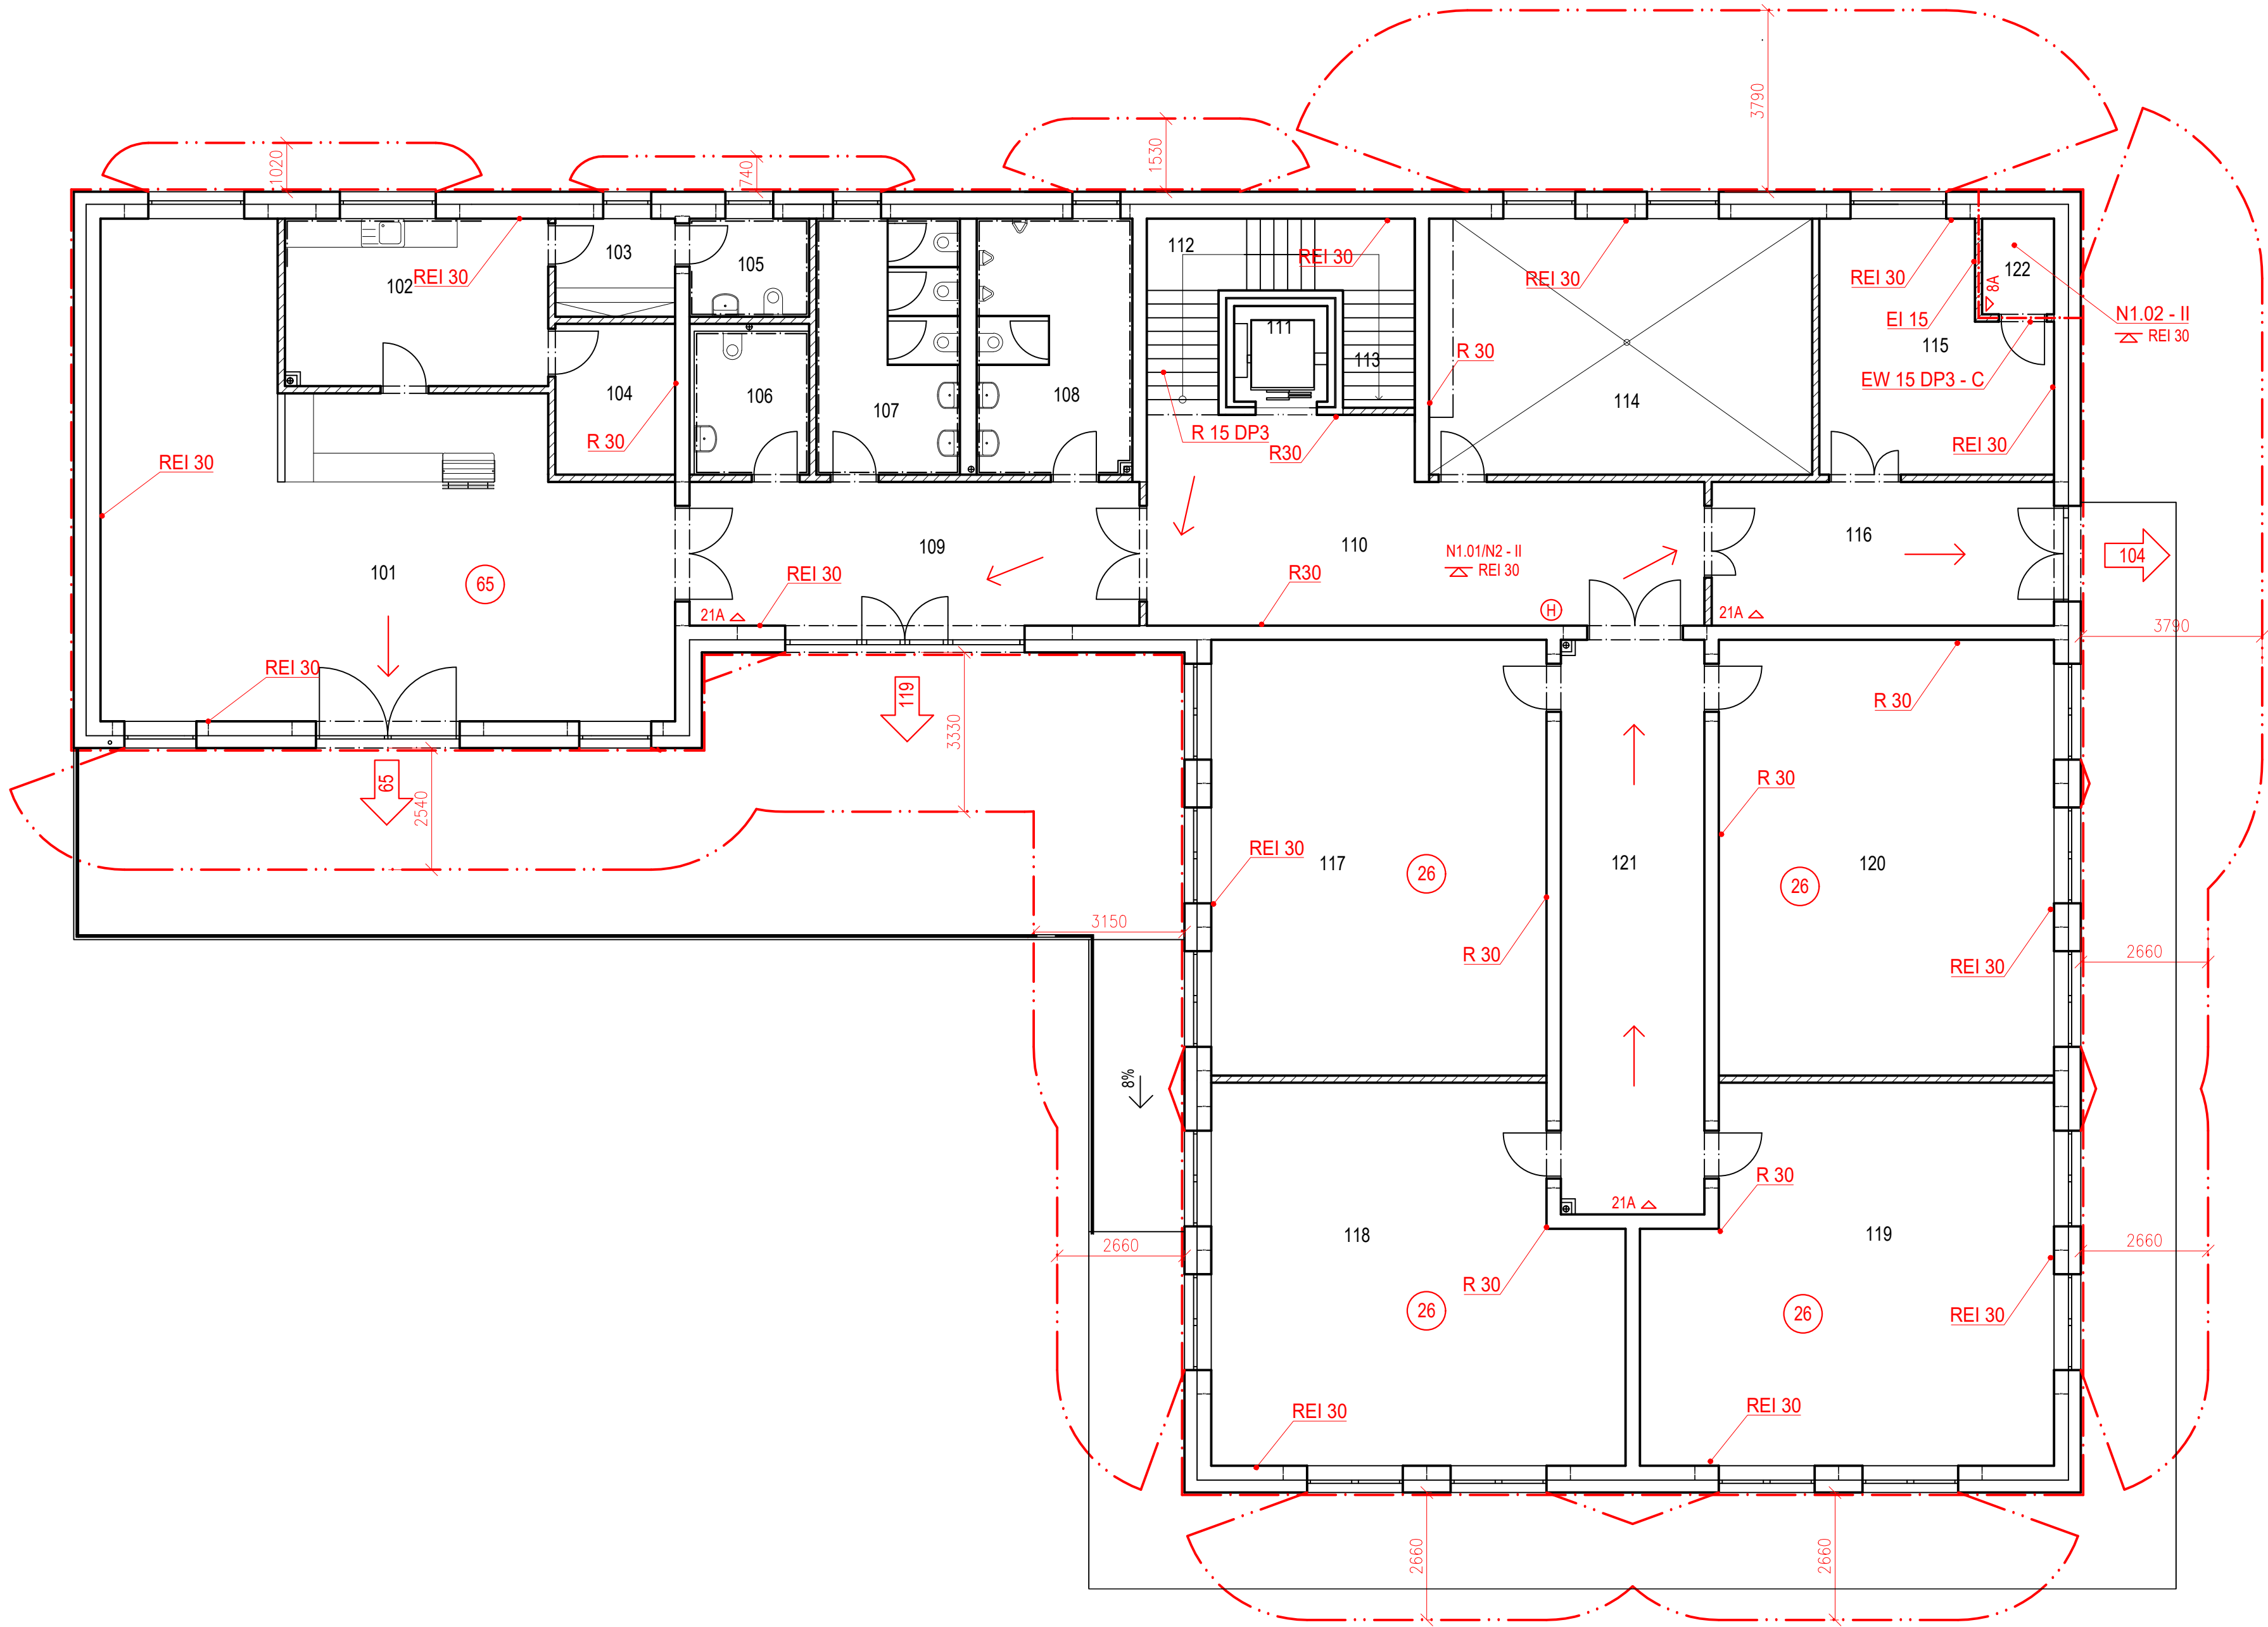 3790
1020
740
1530
112
REI 30
103
105
102
REI 30
REI 30
REI 30
122
8A
N1.02 - II
REI 30
EI 15
111
113
R 30
115
EW 15 DP3 - C
104
106
107
108
114
R 30
R 15 DP3
R30
REI 30
REI 30
101
65
109
REI 30
21A
110
N1.01/N2 - II
REI 30
R30
H
116
104
21A
3790
REI 30
119
3330
R 30
65
2540
R 30
REI 30
117
26
121
26
120
3150
R 30
2660
REI 30
8%
R 30
21A
118
119
2660
2660
R 30
26
26
REI 30
REI 30
REI 30
2660
2660